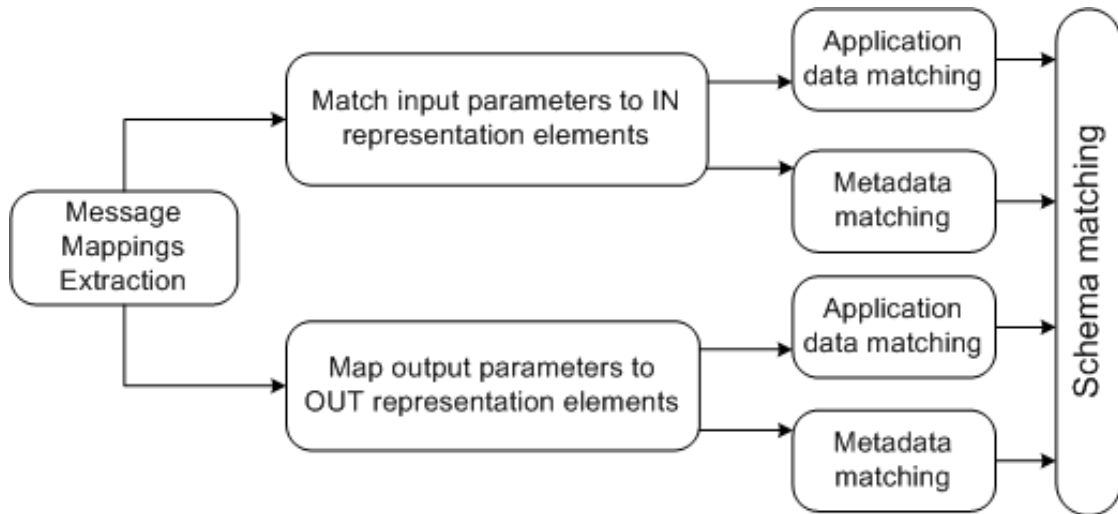 Message
Mappings
Extraction
Match input parameters to IN
representation elements
Map output parameters to
OUT representation elements
Application
data matching
Metadata
matching
Application
data matching
Metadata
matching
Schema matching